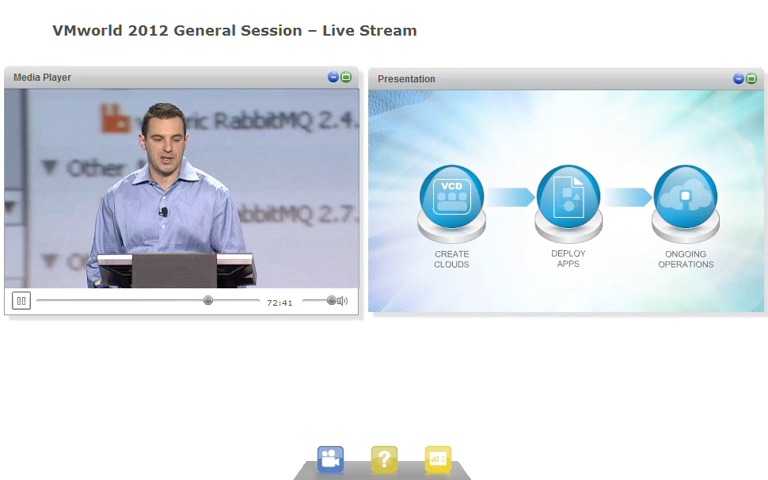 VMworld 2012 General Session – Live Stream
Media Player
Presentation
RabbitMQ 2.4.
Other
2.7.
VCD
CREATE
CLOUDS
DEPLOY
APPS
ONGOING
OPERATIONS
72:41
?